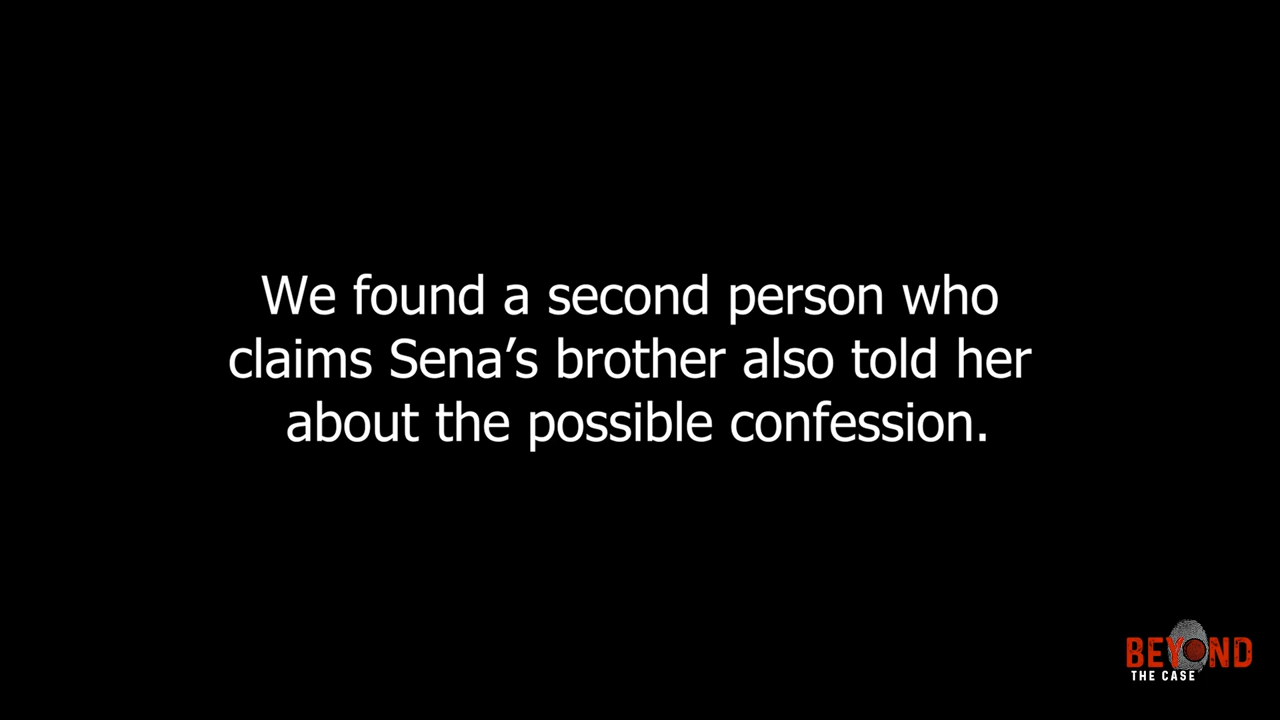 We found a second person who
claims Sena’s brother also told her
about the possible confession.
BEYOND
THE CASE